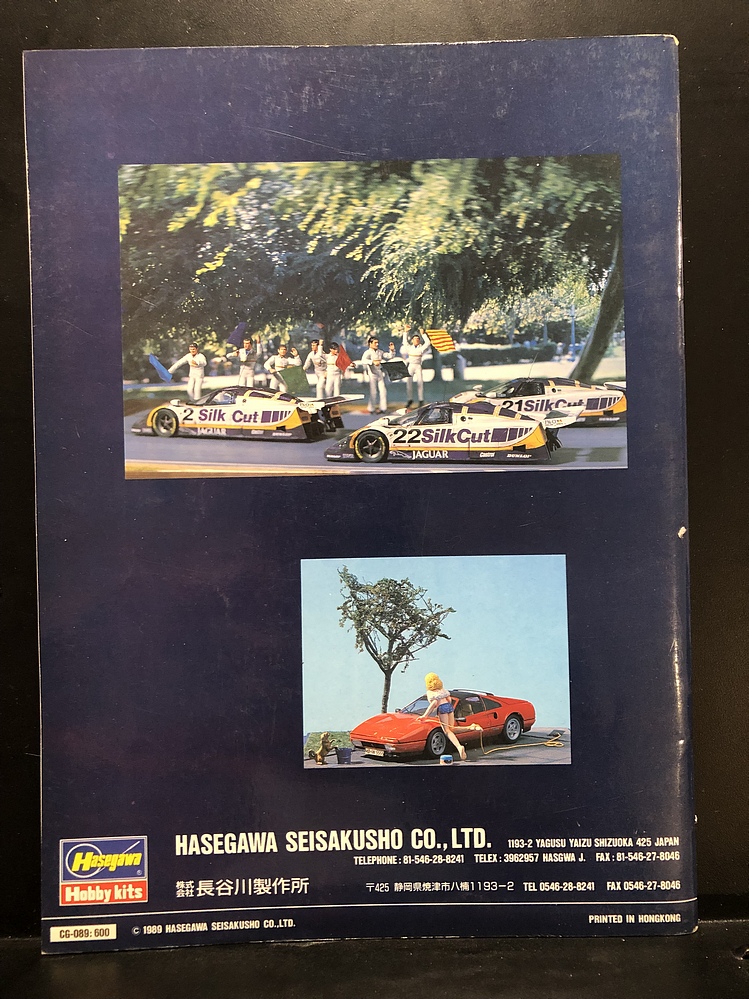 2 Silk Cut
JAGUAR
22 SilkCut
JAGUAR
Castrol
DUNLOP
21 SilkCut
Hasegawa
®
Hobby kits
HASEGAWA SEISAKUSHO CO., LTD.
1193-2 YAGUSU YAIZU SHIZUOKA 425 JAPAN
TELEPHONE : 81-546-28-8241 TELEX : 3962957 HASGWA J. FAX : 81-546-27-8046
株式会社 長谷川製作所
〒425 静岡県焼津市八楠1193−2 TEL 0546-28-8241 FAX 0546-27-8046
CG-089: 600
© 1989 HASEGAWA SEISAKUSHO CO., LTD.
PRINTED IN HONGKONG